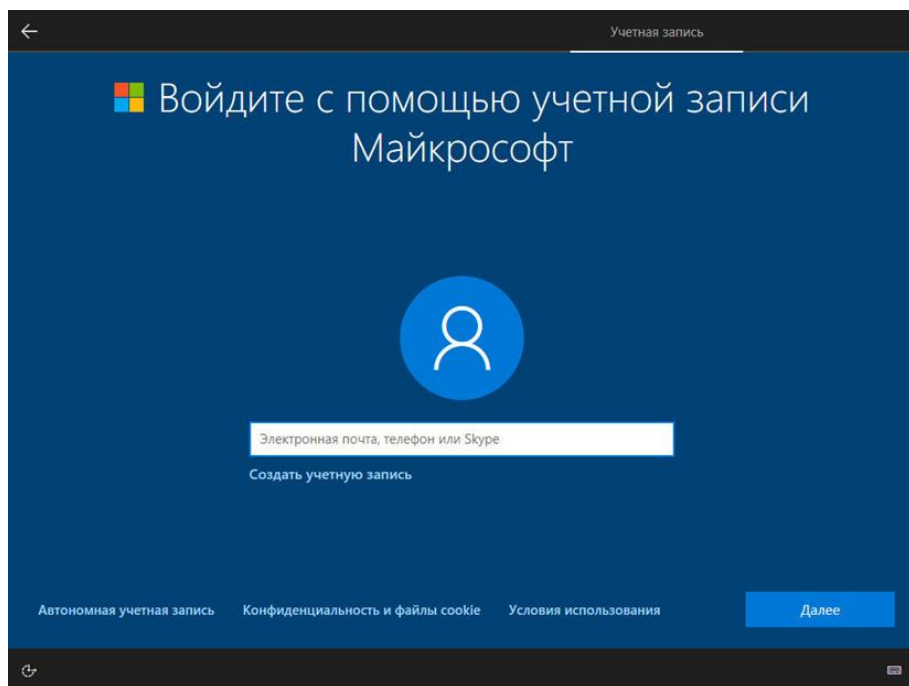 Учетная запись
Войдите с помощью учетной записи
Майкрософт
Электронная почта, телефон или Skype
Создать учетную запись
Автономная учетная запись
Конфиденциальность и файлы cookie
Условия использования
Далее